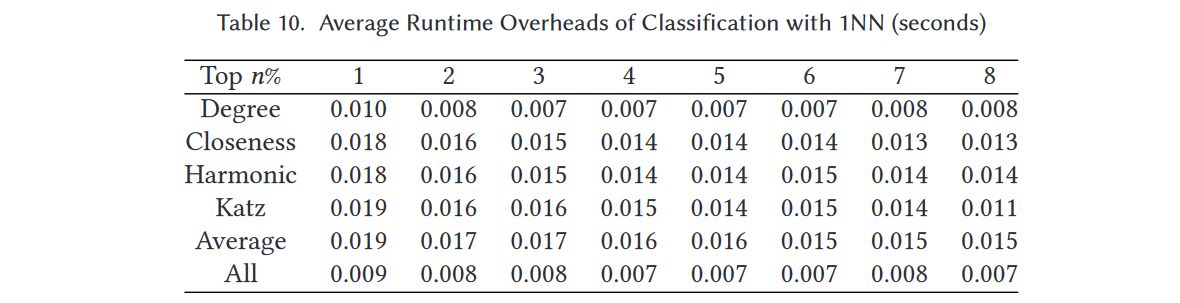 Table 10. Average Runtime Overheads of Classification with 1NN (seconds)
Top n% 1 2 3 4 5 6 7 8
Degree 0.010 0.008 0.007 0.007 0.007 0.007 0.008 0.008
Closeness 0.018 0.016 0.015 0.014 0.014 0.014 0.013 0.013
Harmonic 0.018 0.016 0.015 0.014 0.014 0.015 0.014 0.014
Katz 0.019 0.016 0.016 0.015 0.014 0.015 0.014 0.011
Average 0.019 0.017 0.017 0.016 0.016 0.015 0.015 0.015
All 0.009 0.008 0.008 0.007 0.007 0.007 0.008 0.007